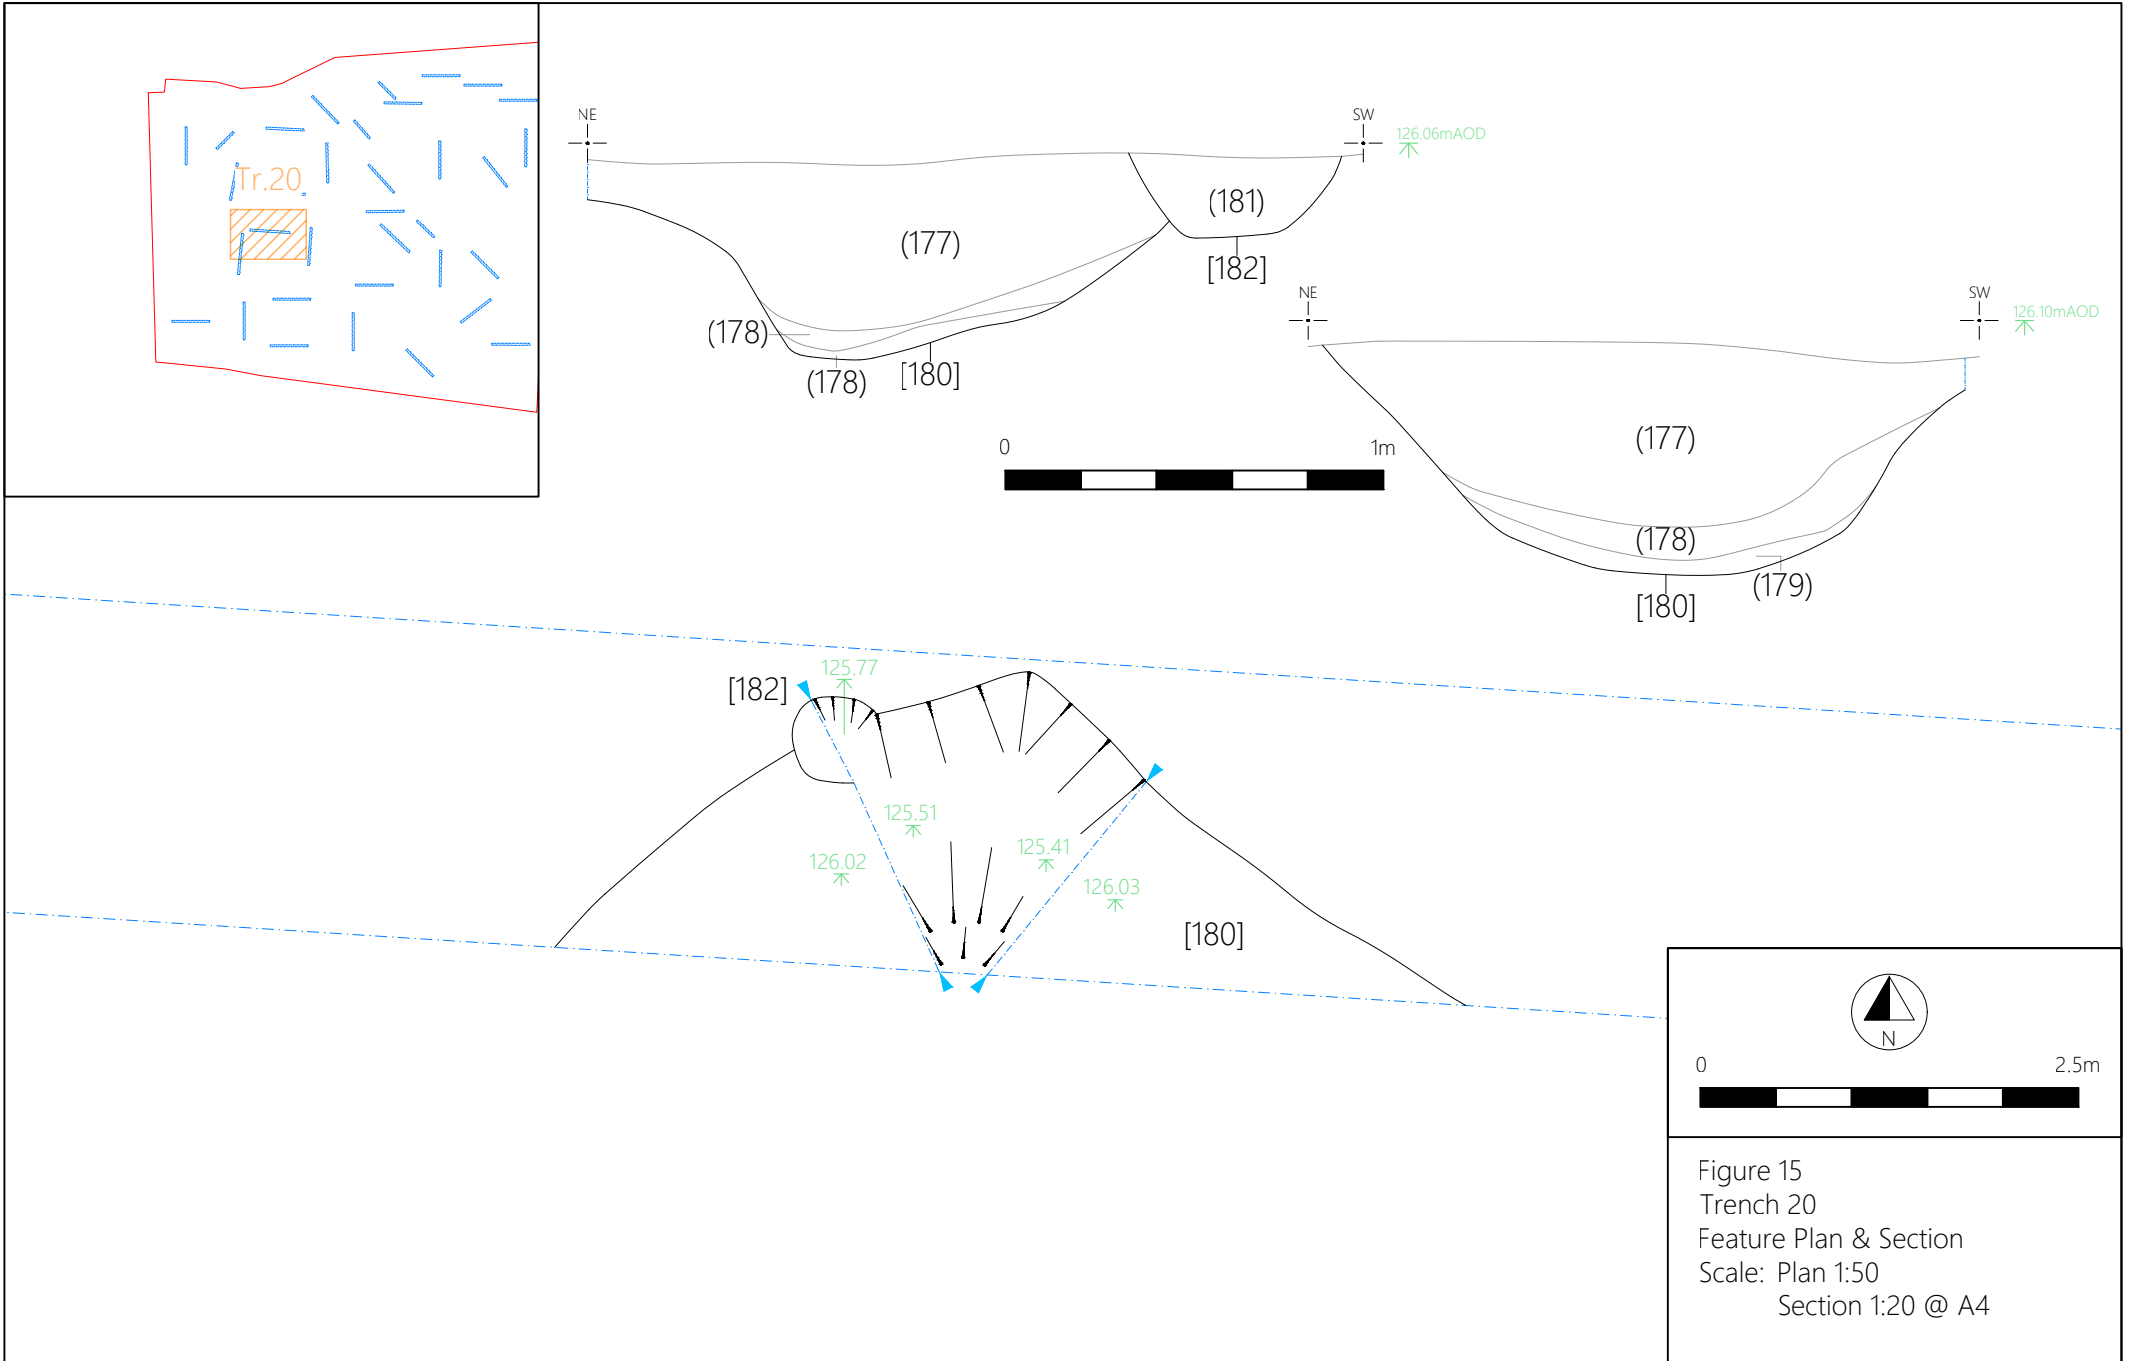 Tr.20
NE
SW
126.06mAOD
(181)
(177)
[182]
(178)
(178)
[180]
NE
SW
126.10mAOD
0
1m
(177)
(178)
(179)
[180]
[182]
125.77
125.51
126.02
125.41
126.03
[180]
N
0
2.5m
Figure 15
Trench 20
Feature Plan & Section
Scale: Plan 1:50
Section 1:20 @ A4